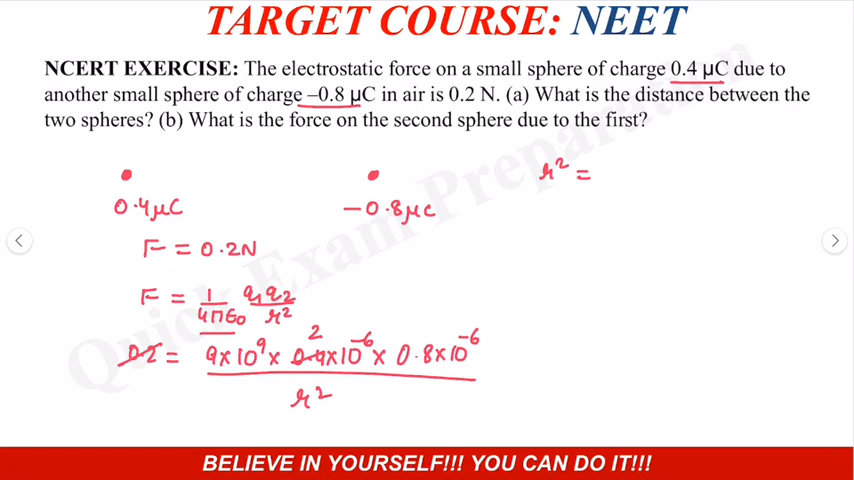 TARGET COURSE: NEET
NCERT EXERCISE: The electrostatic force on a small sphere of charge 0.4 μC due to
another small sphere of charge –0.8 μC in air is 0.2 N. (a) What is the distance between the
two spheres? (b) What is the force on the second sphere due to the first?
r² =
0.4μC –0.8μc
F = 0.2N
F = 1/4πε₀ q₁q₂/r²
0.2 = 9×10⁹ × 0.4×10⁻⁶ × 0.8×10⁻⁶
2
r²
Quick Exam Preparation
BELIEVE IN YOURSELF!!! YOU CAN DO IT!!!